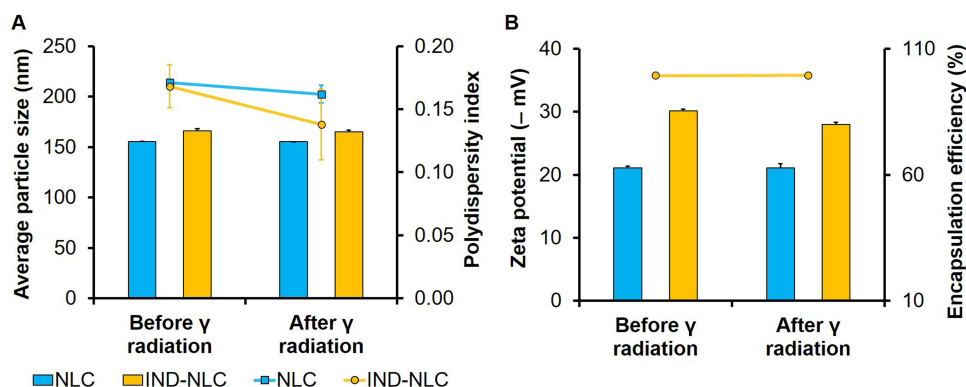 A
Average particle size (nm)
250
200
150
100
50
0
0.20
0.15
0.10
0.05
0.00
Polydispersity index
Before γ
radiation
After γ
radiation
B
Zeta potential (– mV)
40
30
20
10
0
110
60
10
Encapsulation efficiency (%)
Before γ
radiation
After γ
radiation
NLC IND-NLC NLC IND-NLC